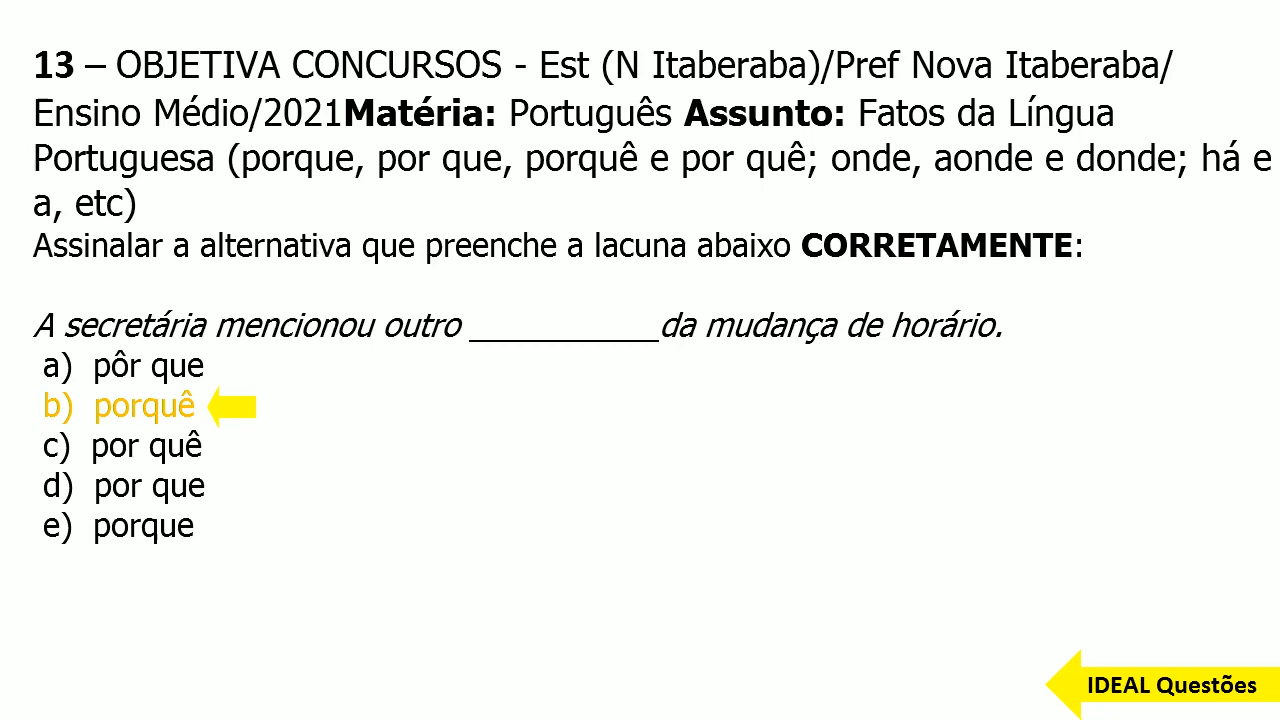 13 – OBJETIVA CONCURSOS - Est (N Itaberaba)/Pref Nova Itaberaba/
Ensino Médio/2021Matéria: Português Assunto: Fatos da Língua
Portuguesa (porque, por que, porquê e por quê; onde, aonde e donde; há e
a, etc)
Assinalar a alternativa que preenche a lacuna abaixo CORRETAMENTE:
A secretária mencionou outro ___________da mudança de horário.
a) pôr que
b) porquê
c) por quê
d) por que
e) porque
IDEAL Questões